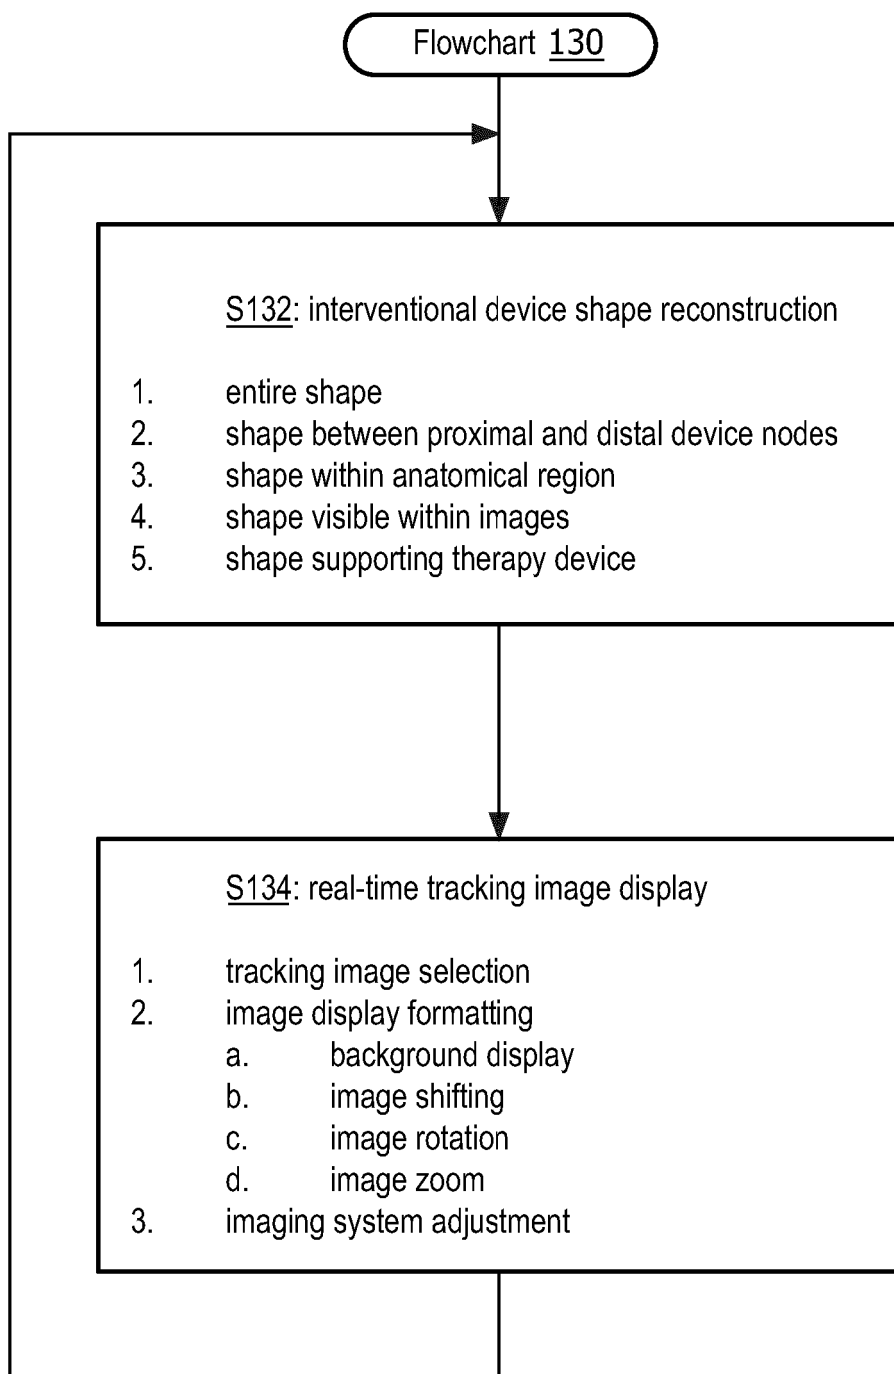 Flowchart 130
S132: interventional device shape reconstruction
1. entire shape
2. shape between proximal and distal device nodes
3. shape within anatomical region
4. shape visible within images
5. shape supporting therapy device
S134: real-time tracking image display
1. tracking image selection
2. image display formatting
a. background display
b. image shifting
c. image rotation
d. image zoom
3. imaging system adjustment